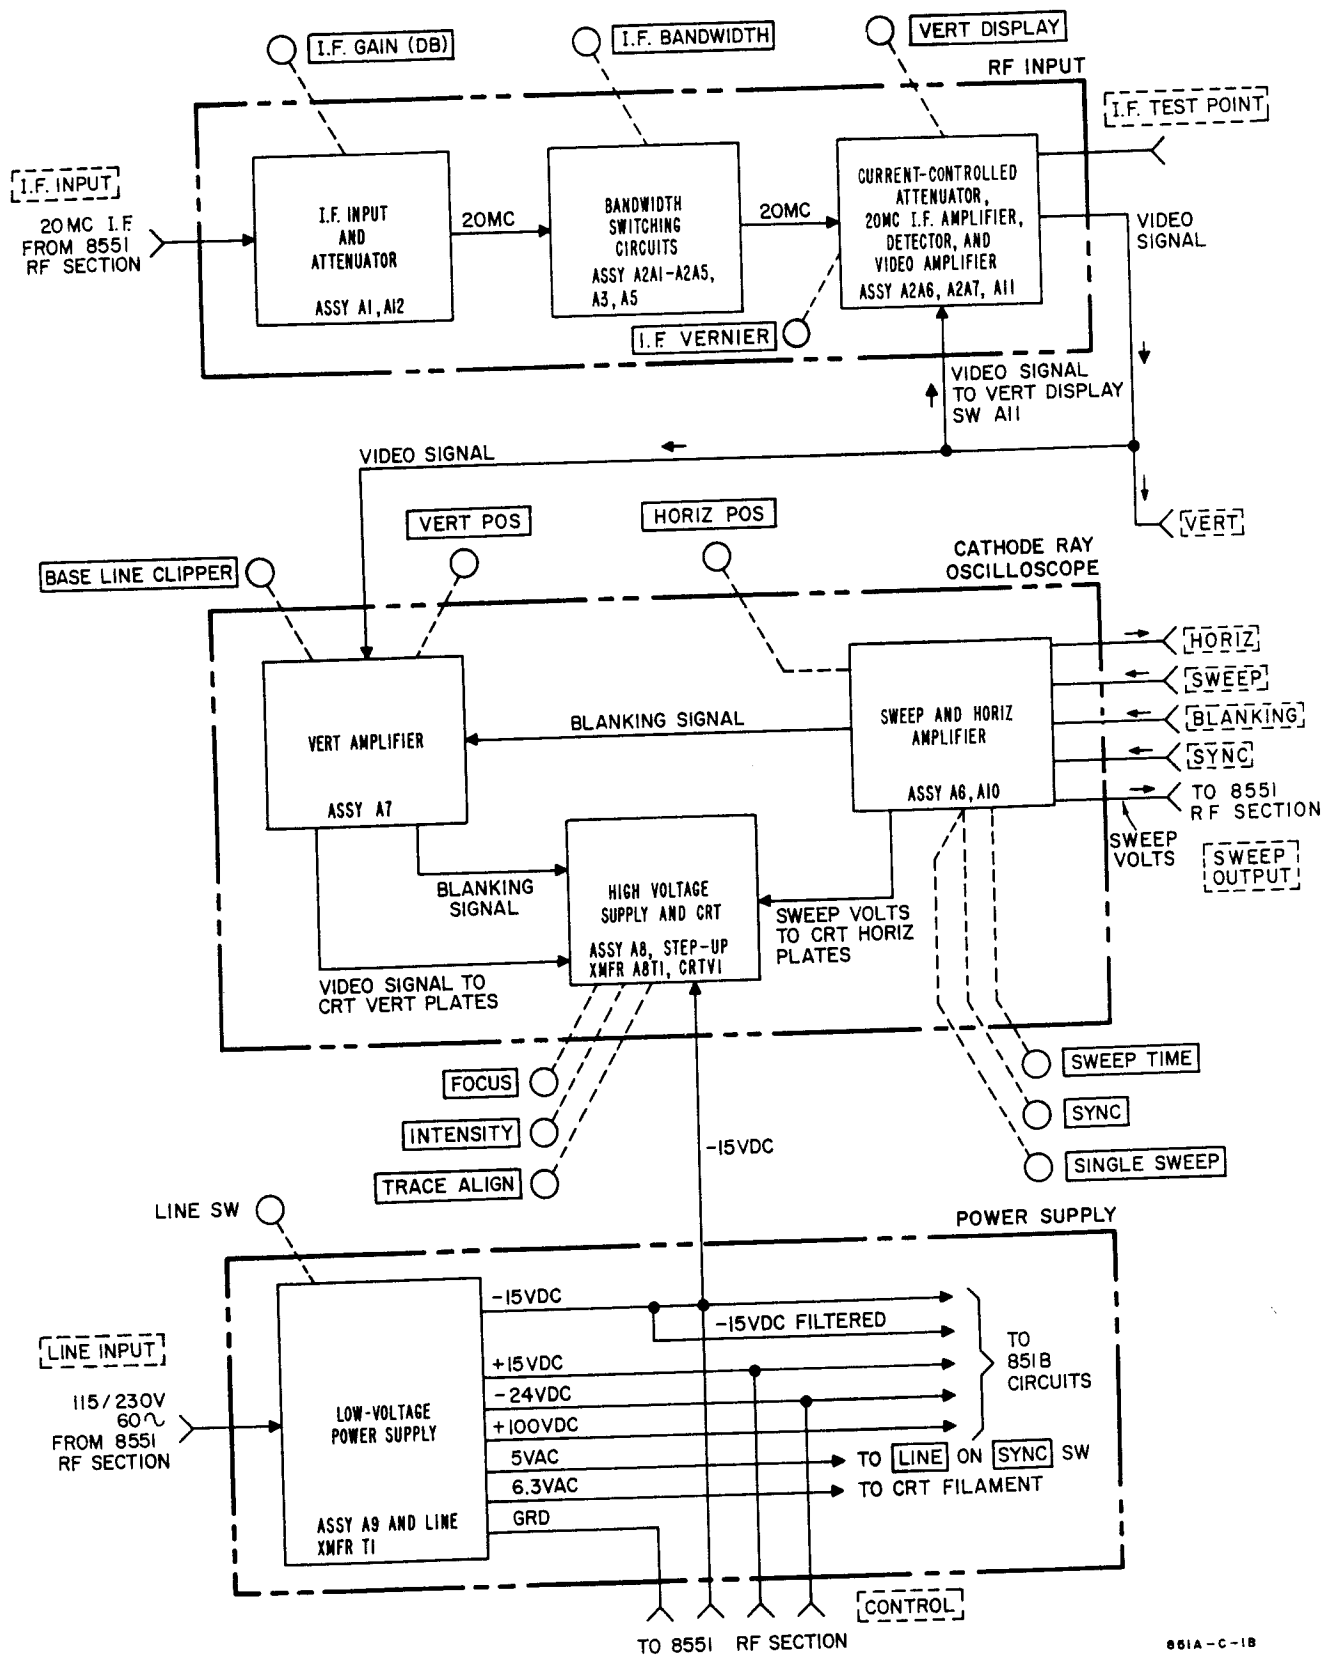 I.F. GAIN (DB)
I.F. BANDWIDTH
VERT DISPLAY
RF INPUT
I.F. TEST POINT
I.F. INPUT
20MC I.F.
FROM 8551
RF SECTION
I.F. INPUT
AND
ATTENUATOR
ASSY A1, A12
20MC
BANDWIDTH
SWITCHING
CIRCUITS
ASSY A2A1-A2A5,
A3, A5
20MC
CURRENT-CONTROLLED
ATTENUATOR,
20MC I.F. AMPLIFIER,
DETECTOR, AND
VIDEO AMPLIFIER
ASSY A2A6, A2A7, A11
VIDEO
SIGNAL
I.F. VERNIER
VIDEO SIGNAL
TO VERT DISPLAY
SW A11
VIDEO SIGNAL
VERT
BASE LINE CLIPPER
VERT POS
HORIZ POS
CATHODE RAY
OSCILLOSCOPE
VERT AMPLIFIER
ASSY A7
BLANKING SIGNAL
SWEEP AND HORIZ
AMPLIFIER
ASSY A6, A10
HORIZ
SWEEP
BLANKING
SYNC
TO 8551
RF SECTION
SWEEP
VOLTS
SWEEP
OUTPUT
BLANKING
SIGNAL
HIGH VOLTAGE
SUPPLY AND CRT
ASSY A8, STEP-UP
XMFR A8T1, CRTV1
SWEEP VOLTS
TO CRT HORIZ
PLATES
VIDEO SIGNAL TO
CRT VERT PLATES
FOCUS
INTENSITY
TRACE ALIGN
SWEEP TIME
SYNC
SINGLE SWEEP
-15VDC
LINE SW
POWER SUPPLY
LINE INPUT
115/230V
60~
FROM 8551
RF SECTION
LOW-VOLTAGE
POWER SUPPLY
ASSY A9 AND LINE
XMFR T1
-15VDC
-15VDC FILTERED
+15VDC
-24VDC
+100VDC
5VAC
6.3VAC
GRD
TO
851B
CIRCUITS
TO LINE ON SYNC SW
TO CRT FILAMENT
CONTROL
TO 8551 RF SECTION
851A-C-1B